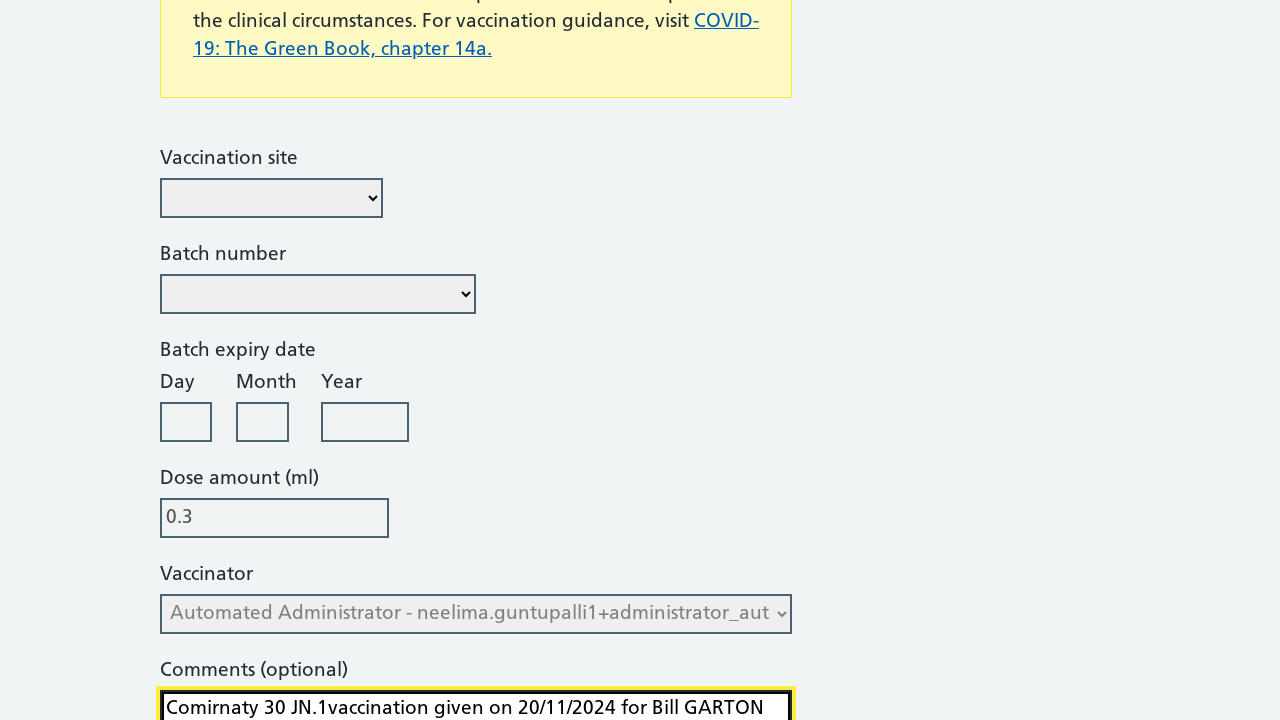 the clinical circumstances. For vaccination guidance, visit COVID-
19: The Green Book, chapter 14a.
Vaccination site
Batch number
Batch expiry date
Day Month Year
Dose amount (ml)
0.3
Vaccinator
Automated Administrator - neelima.guntupalli1+administrator_aut
Comments (optional)
Comirnaty 30 JN.1vaccination given on 20/11/2024 for Bill GARTON